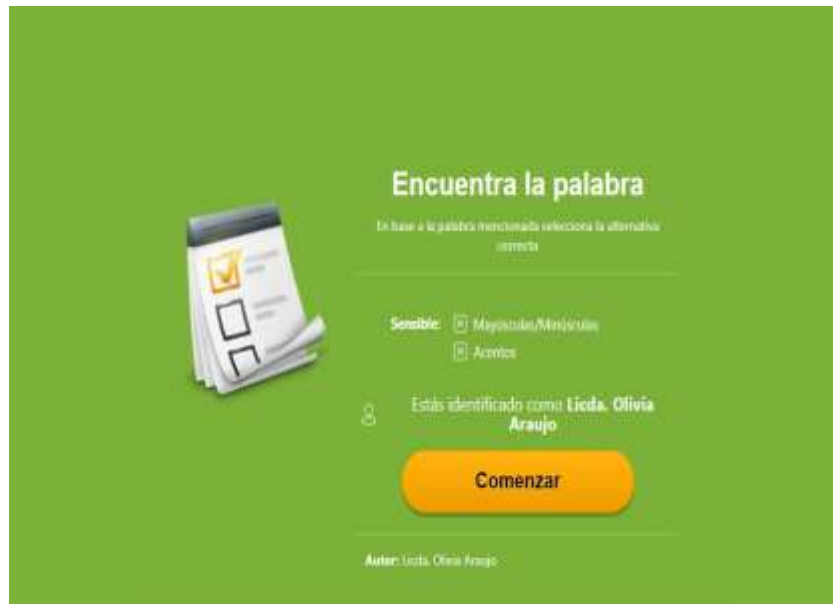 Encuentra la palabra
En base a la palabra mencionada selecciona la alternativa
correcta
Sensible: Mayúsculas/Minúsculas
Acentos
Estás identificado como Licda. Olivia
Araujo
Comenzar
Autor: Licda. Olivia Araujo